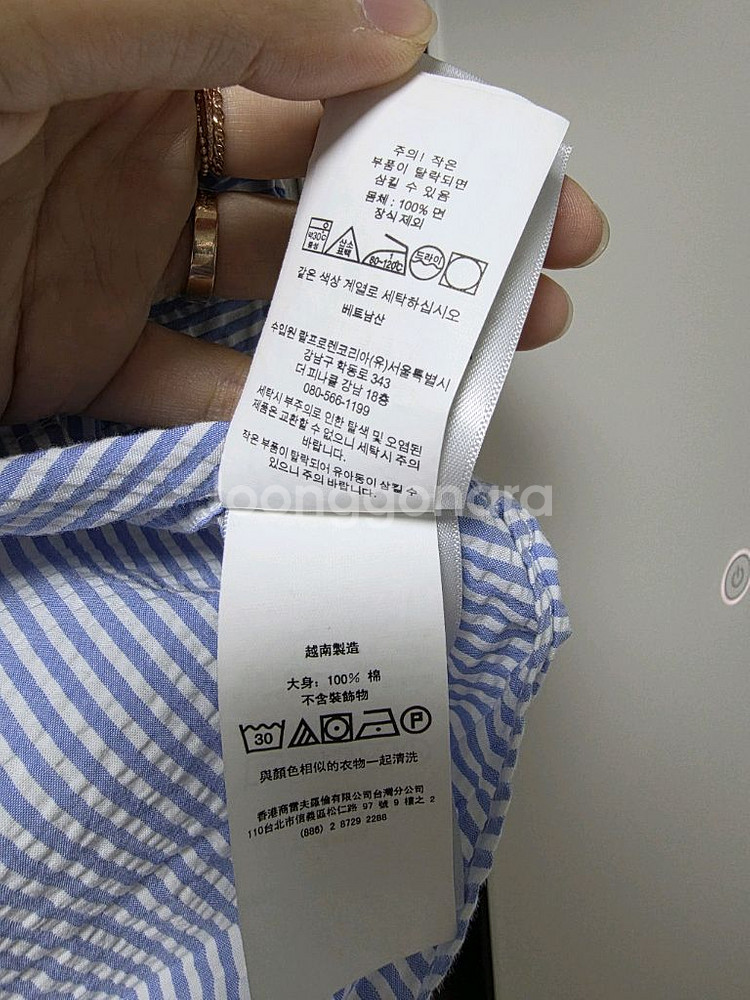 주의! 작은
부품이 탈락되면
삼킬 수 있음
몸체 : 100% 면
장식 제외
약30℃
중성
산소
표백
80-120℃
드라이
같은 색상 계열로 세탁하십시오
베트남산
수입원 랄프로렌코리아(유)서울특별시
강남구 학동로 343
더 피나클 강남 18층
080-566-1199
세탁시 부주의로 인한 탈색 및 오염된
제품은 교환할 수 없으니 세탁시 주의
바랍니다.
작은 부품이 탈락되어 유아동이 삼킬 수
있으니 주의 바랍니다.
joonggonara
越南製造
大身: 100% 棉
不含裝飾物
30
P
與顏色相似的衣物一起清洗
香港商雷夫羅倫有限公司台灣分公司
110台北市信義區松仁路 97 號 9 樓之 2
(886) 2 8729 2288